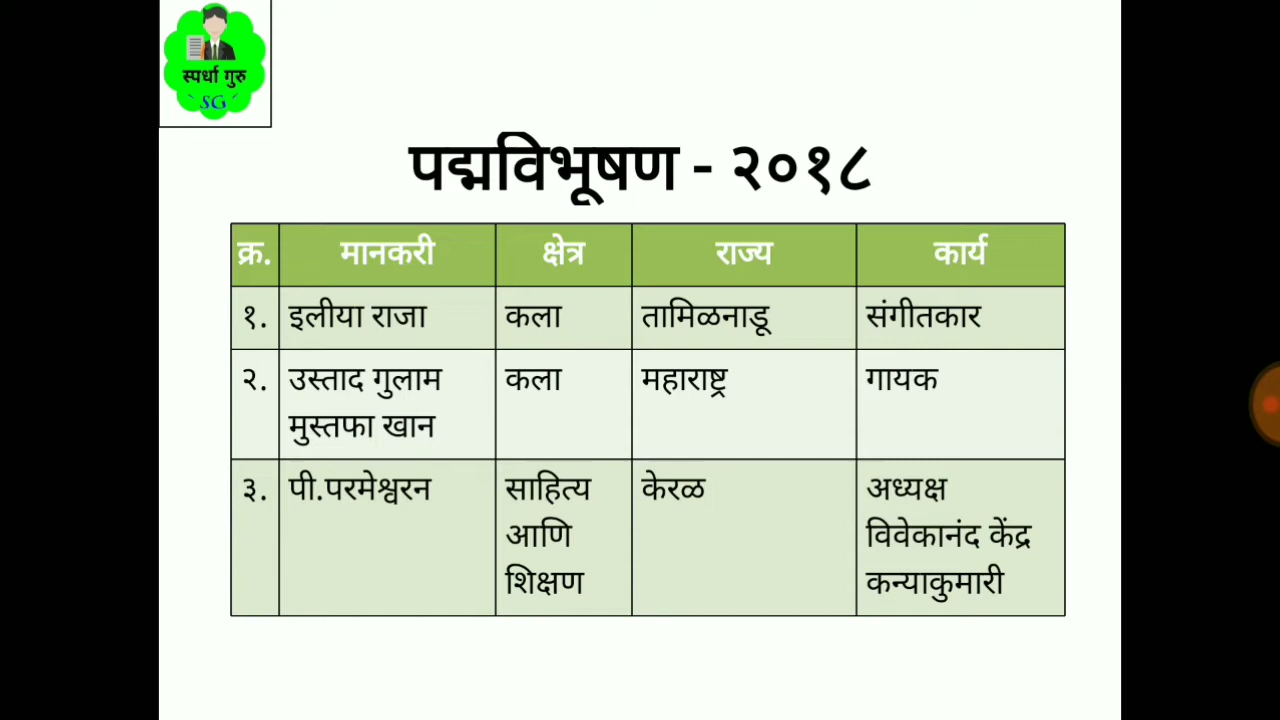 स्पर्धा गुरु
SG
पद्मविभूषण - २०१८
क्र. मानकरी क्षेत्र राज्य कार्य
१. इलीया राजा कला तामिळनाडू संगीतकार
२. उस्ताद गुलाम कला महाराष्ट्र गायक
मुस्तफा खान
३. पी.परमेश्वरन साहित्य केरळ अध्यक्ष
आणि विवेकानंद केंद्र
शिक्षण कन्याकुमारी